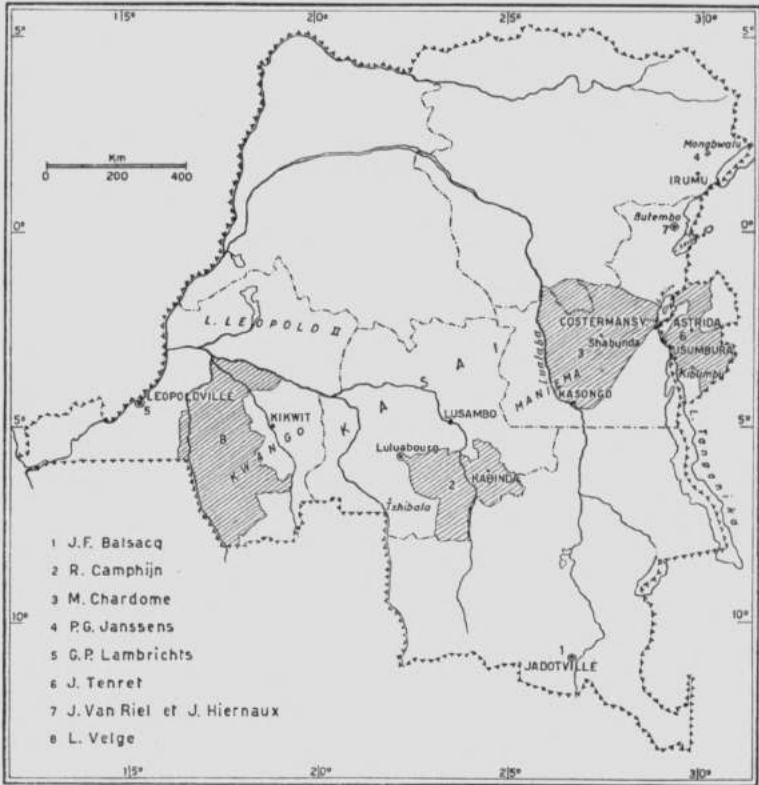 15° 20° 25° 30°
5°
5°
Km
0 200 400
Mongbwalu
4
IRUMU
Butembo
7
0°
0°
L. LEOPOLD II
COSTERMANSV.
ASTRIDA
6
USUMBURA
3
Shabunda
Kibumbu
Lualaba
MANIEMA
KASONGO
KASAI
LEOPOLDVILLE
5
5°
5°
KIKWIT
LUSAMBO
8
KWANGO
Luluabourg
2
KABINDA
Tshibala
L. Tanganika
1 J.F. Balsacq
2 R. Camphijn
3 M. Chardome
4 P.G. Janssens
5 G.P. Lambrichts
6 J. Tenret
7 J. Van Riel et J. Hiernaux
8 L. Velge
10°
10°
1
JADOTVILLE
15° 20° 25° 30°